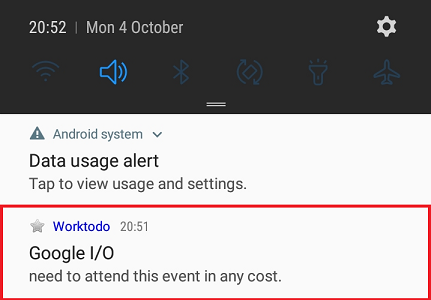 20:52 | Mon 4 October
Android system
Data usage alert
Tap to view usage and settings.
Worktodo 20:51
Google I/O
need to attend this event in any cost.